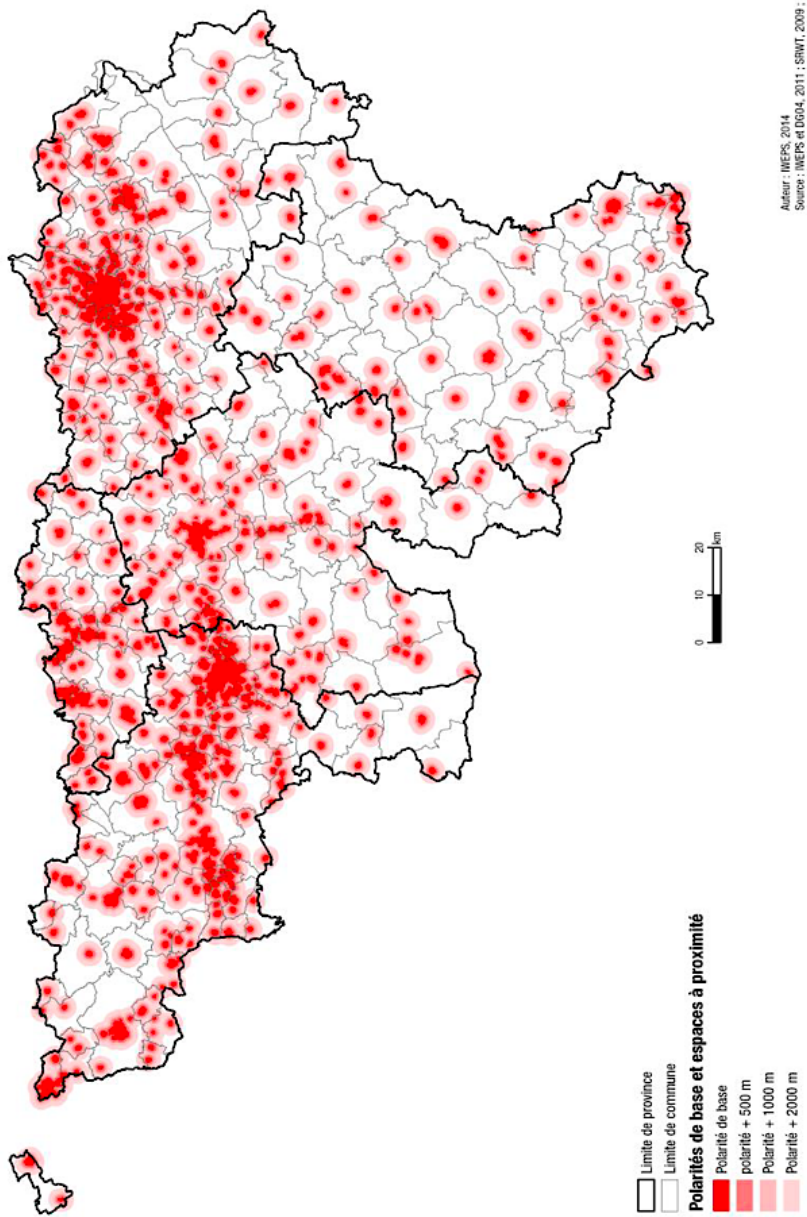 Limite de province
Limite de commune
Polarités de base et espaces à proximité
Polarité de base
polarité + 500 m
Polarité + 1000 m
Polarité + 2000 m
0 10 20
km
Auteur : IWEPS, 2014
Source : IWEPS et DG04, 2011 ; SRWT, 2009 ;